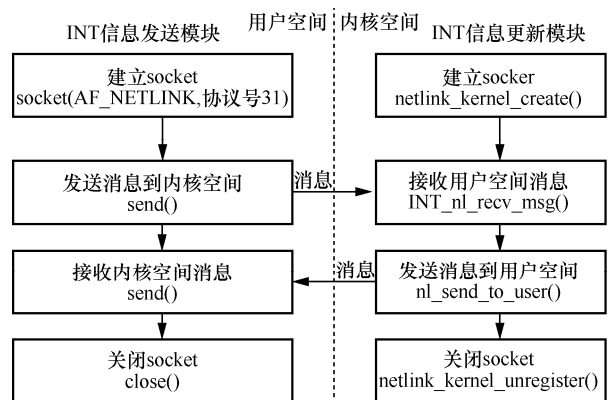 用户空间
内核空间
INT信息发送模块
INT信息更新模块
建立socket
socket(AF_NETLINK,协议号31)
建立socker
netlink_kernel_create()
发送消息到内核空间
send()
消息
接收用户空间消息
INT_nl_recv_msg()
接收内核空间消息
send()
消息
发送消息到用户空间
nl_send_to_user()
关闭socket
close()
关闭socket
netlink_kernel_unregister()